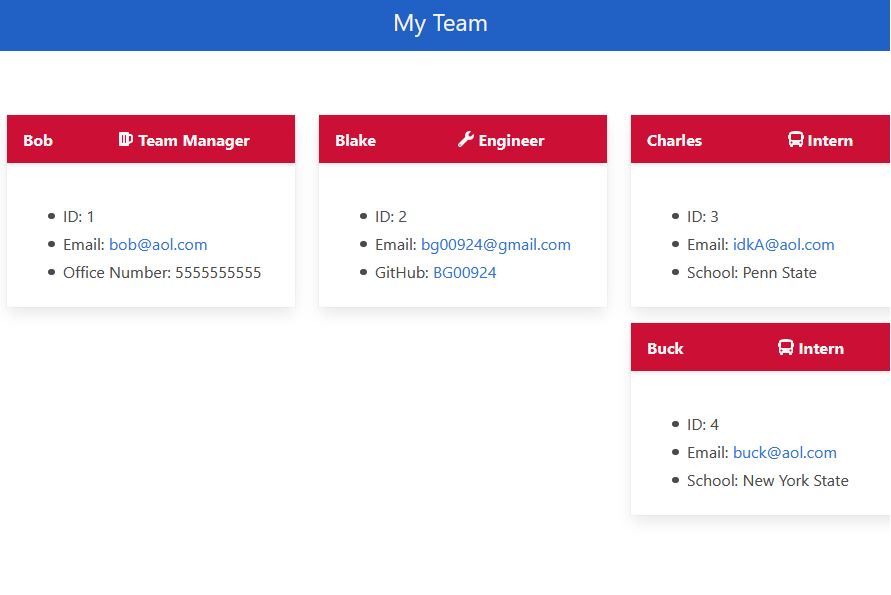 My Team
Bob Team Manager
ID: 1
Email: bob@aol.com
Office Number: 5555555555
Blake Engineer
ID: 2
Email: bg00924@gmail.com
GitHub: BG00924
Charles Intern
ID: 3
Email: idkA@aol.com
School: Penn State
Buck Intern
ID: 4
Email: buck@aol.com
School: New York State